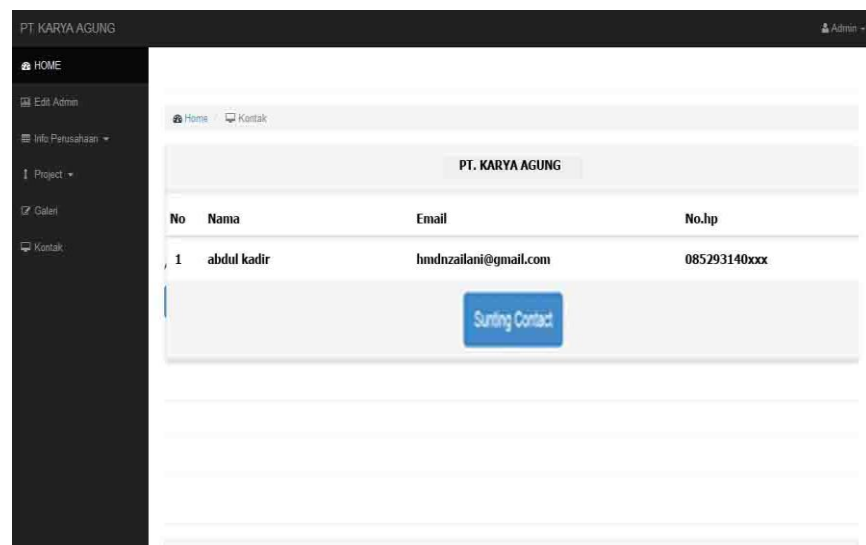 PT KARYA AGUNG
Admin
HOME
Edit Admin
Info Perusahaan
Project
Galeri
Kontak
Home / Kontak
PT. KARYA AGUNG
No Nama Email No.hp
1 abdul kadir hmdnzailani@gmail.com 085293140xxx
Sunting Contact